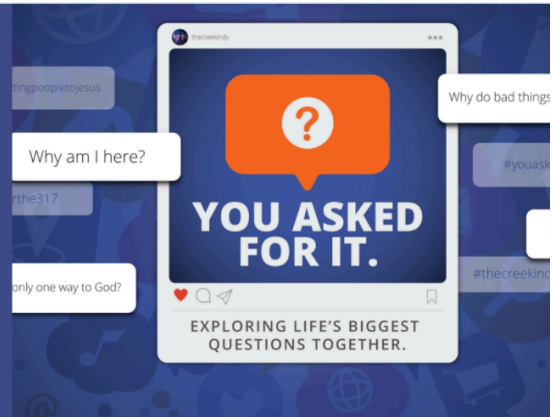 thecreekindy
tingpeopletojesus
Why do bad things
?
Why am I here?
#youask
rthe317
YOU ASKED
FOR IT.
only one way to God?
#thecreekind
EXPLORING LIFE'S BIGGEST
QUESTIONS TOGETHER.